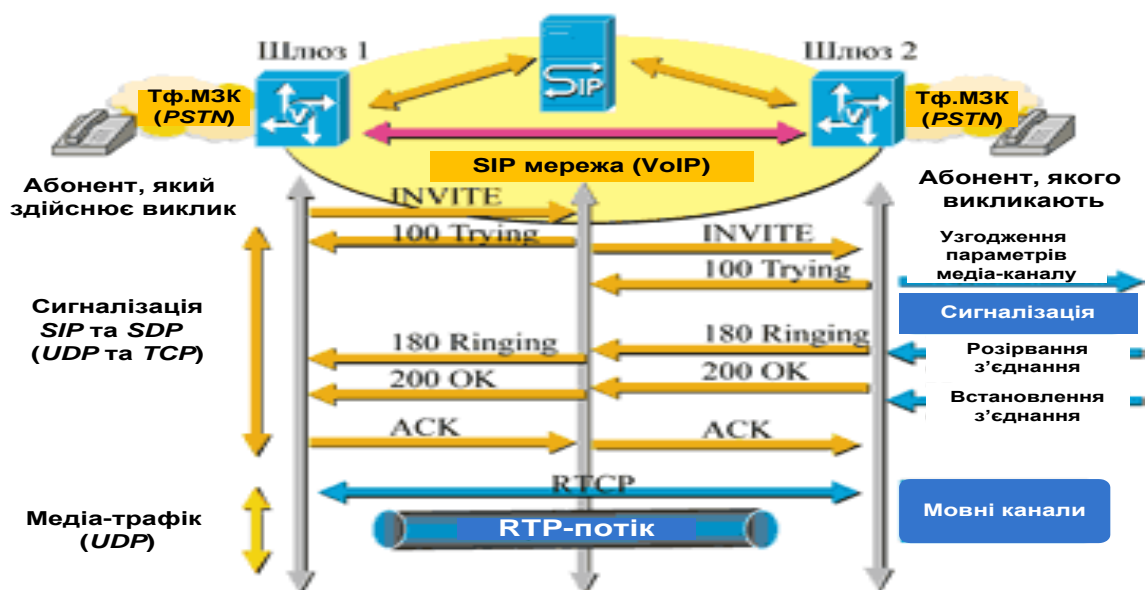 Шлюз 1
SIP
Шлюз 2
Тф.МЗК
(PSTN)
V
V
Тф.МЗК
(PSTN)
SIP мережа (VoIP)
Абонент, який
здійснює виклик
Абонент, якого
викликають
INVITE
100 Trying
INVITE
100 Trying
Узгодження
параметрів
медіа-каналу
Сигналізація
SIP та SDP
(UDP та TCP)
Сигналізація
180 Ringing
180 Ringing
Розірвання
з’єднання
200 OK
200 OK
Встановлення
з’єднання
ACK
ACK
RTCP
Медіа-трафік
(UDP)
RTP-потік
Мовні канали